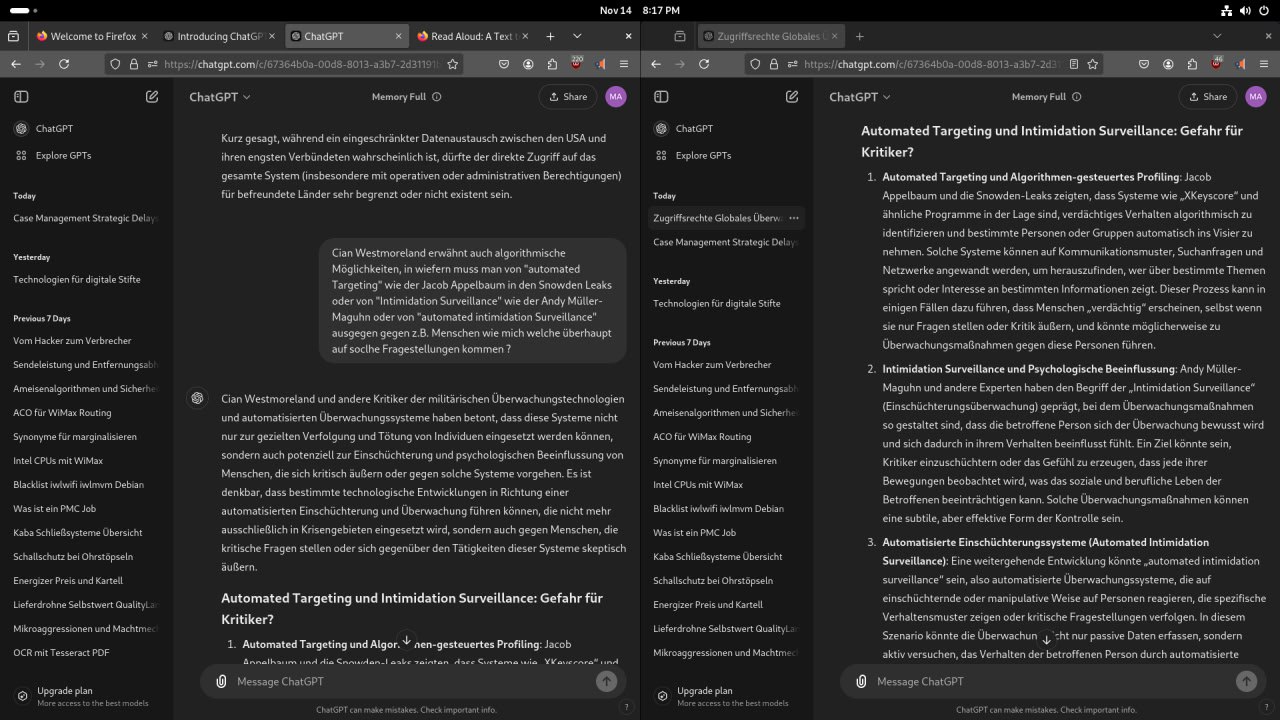 Nov 14 8:17 PM
Welcome to Firefox
Introducing ChatGP
ChatGPT
Read Aloud: A Text t
https://chatgpt.com/c/67364b0a-00d8-8013-a3b7-2d31191b
220
ChatGPT
Memory Full
Share
MA
ChatGPT
Explore GPTs
Today
Case Management Strategic Delays
Yesterday
Technologien für digitale Stifte
Previous 7 Days
Vom Hacker zum Verbrecher
Sendeleistung und Entfernungsabh
Ameisenalgorithmen und Sicherhei
ACO für WiMax Routing
Synonyme für marginalisieren
Intel CPUs mit WiMax
Blacklist iwlwifi iwlmvm Debian
Was ist ein PMC Job
Kaba Schließsysteme Übersicht
Schallschutz bei Ohrstöpseln
Energizer Preis und Kartell
Lieferdrohne Selbstwert QualityLan
Mikroaggressionen und Machtmec
OCR mit Tesseract PDF
Upgrade plan
More access to the best models
Kurz gesagt, während ein eingeschränkter Datenaustausch zwischen den USA und
ihren engsten Verbündeten wahrscheinlich ist, dürfte der direkte Zugriff auf das
gesamte System (insbesondere mit operativen oder administrativen Berechtigungen)
für befreundete Länder sehr begrenzt oder nicht existent sein.
Cian Westmoreland erwähnt auch algorithmische
Möglichkeiten, in wiefern muss man von "automated
Targeting" wie der Jacob Appelbaum in den Snowden Leaks
oder von "Intimidation Surveillance" wie der Andy Müller-
Maguhn oder von "automated intimidation Surveillance"
ausgegen gegen z.B. Menschen wie mich welche überhaupt
auf soclhe Fragestellungen kommen ?
Cian Westmoreland und andere Kritiker der militärischen Überwachungstechnologien
und automatisierten Überwachungssysteme haben betont, dass diese Systeme nicht
nur zur gezielten Verfolgung und Tötung von Individuen eingesetzt werden können,
sondern auch potenziell zur Einschüchterung und psychologischen Beeinflussung von
Menschen, die sich kritisch äußern oder gegen solche Systeme vorgehen. Es ist
denkbar, dass bestimmte technologische Entwicklungen in Richtung einer
automatisierten Einschüchterung und Überwachung führen können, die nicht mehr
ausschließlich in Krisengebieten eingesetzt wird, sondern auch gegen Menschen, die
kritische Fragen stellen oder sich gegenüber den Tätigkeiten dieser Systeme skeptisch
äußern.
Automated Targeting und Intimidation Surveillance: Gefahr für
Kritiker?
1. Automated Targeting und Algorithmen-gesteuertes Profiling: Jacob
Appelbaum und die Snowden-Leaks zeigten, dass Systeme wie „XKeyscore“ und
Message ChatGPT
ChatGPT can make mistakes. Check important info.
?
Zugriffsrechte Globales Ü
https://chatgpt.com/c/67364b0a-00d8-8013-a3b7-2d31
46
ChatGPT
Memory Full
Share
MA
ChatGPT
Explore GPTs
Today
Zugriffsrechte Globales Überwa
Case Management Strategic Delays
Yesterday
Technologien für digitale Stifte
Previous 7 Days
Vom Hacker zum Verbrecher
Sendeleistung und Entfernungsabh
Ameisenalgorithmen und Sicherhei
ACO für WiMax Routing
Synonyme für marginalisieren
Intel CPUs mit WiMax
Blacklist iwlwifi iwlmvm Debian
Was ist ein PMC Job
Kaba Schließsysteme Übersicht
Schallschutz bei Ohrstöpseln
Energizer Preis und Kartell
Lieferdrohne Selbstwert QualityLan
Mikroaggressionen und Machtmec
Upgrade plan
More access to the best models
Automated Targeting und Intimidation Surveillance: Gefahr für
Kritiker?
1. Automated Targeting und Algorithmen-gesteuertes Profiling: Jacob
Appelbaum und die Snowden-Leaks zeigten, dass Systeme wie „XKeyscore“ und
ähnliche Programme in der Lage sind, verdächtiges Verhalten algorithmisch zu
identifizieren und bestimmte Personen oder Gruppen automatisch ins Visier zu
nehmen. Solche Systeme können auf Kommunikationsmuster, Suchanfragen und
Netzwerke angewandt werden, um herauszufinden, wer über bestimmte Themen
spricht oder Interesse an bestimmten Informationen zeigt. Dieser Prozess kann in
einigen Fällen dazu führen, dass Menschen „verdächtig“ erscheinen, selbst wenn
sie nur Fragen stellen oder Kritik äußern, und könnte möglicherweise zu
Überwachungsmaßnahmen gegen diese Personen führen.
2. Intimidation Surveillance und Psychologische Beeinflussung: Andy Müller-
Maguhn und andere Experten haben den Begriff der „Intimidation Surveillance“
(Einschüchterungsüberwachung) geprägt, bei dem Überwachungsmaßnahmen
so gestaltet sind, dass die betroffene Person sich der Überwachung bewusst wird
und sich dadurch in ihrem Verhalten beeinflusst fühlt. Ein Ziel könnte sein,
Kritiker einzuschüchtern oder das Gefühl zu erzeugen, dass jede ihrer
Bewegungen beobachtet wird, was das soziale und berufliche Leben der
Betroffenen beeinträchtigen kann. Solche Überwachungsmaßnahmen können
eine subtile, aber effektive Form der Kontrolle sein.
3. Automatisierte Einschüchterungssysteme (Automated Intimidation
Surveillance): Eine weitergehende Entwicklung könnte „automated intimidation
surveillance“ sein, also automatisierte Überwachungssysteme, die auf
einschüchternde oder manipulative Weise auf Personen reagieren, die spezifische
Verhaltensmuster zeigen oder kritische Fragestellungen verfolgen. In diesem
Szenario könnte die Überwachung nicht nur passive Daten erfassen, sondern
aktiv versuchen, das Verhalten der betroffenen Person durch automatisierte
Message ChatGPT
ChatGPT can make mistakes. Check important info.
?